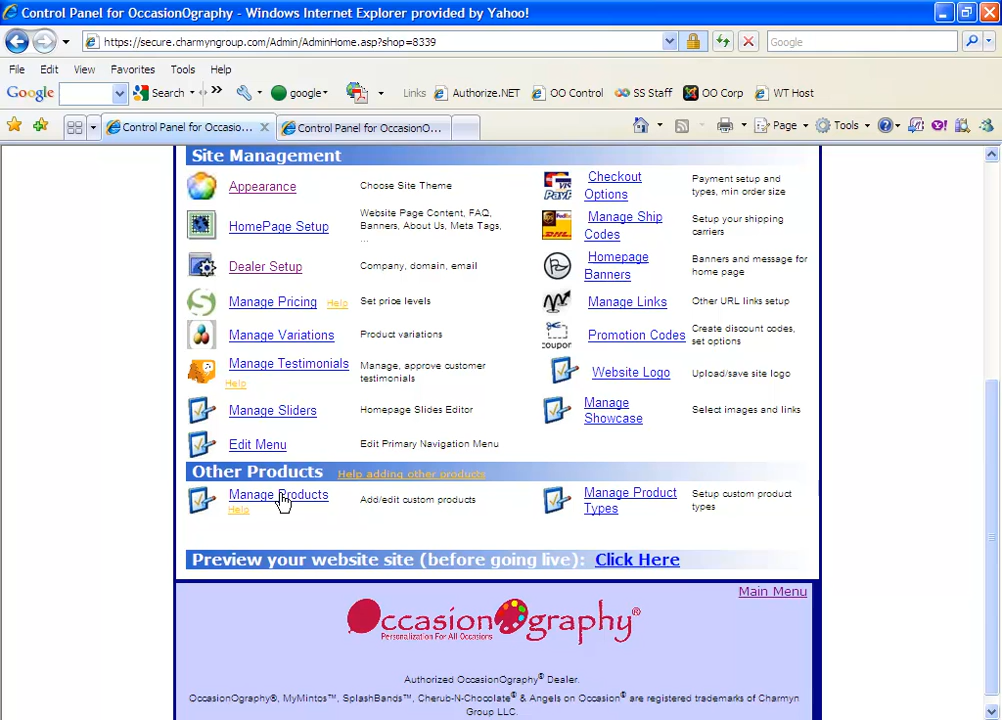 Control Panel for OccasionOgraphy - Windows Internet Explorer provided by Yahoo!
https://secure.charmyngroup.com/Admin/AdminHome.asp?shop=8339
Google
File Edit View Favorites Tools Help
Google Search google Links Authorize.NET OO Control SS Staff OO Corp WT Host
Control Panel for Occasio... Control Panel for OccasionO... Page Tools
Site Management
Appearance Choose Site Theme
Checkout Options Payment setup and types, min order size
HomePage Setup Website Page Content, FAQ, Banners, About Us, Meta Tags, ...
Manage Ship Codes Setup your shipping carriers
Dealer Setup Company, domain, email
Homepage Banners Banners and message for home page
Manage Pricing Help Set price levels
Manage Links Other URL links setup
Manage Variations Product variations
coupon Promotion Codes Create discount codes, set options
Manage Testimonials Help Manage, approve customer testimonials
Website Logo Upload/save site logo
Manage Sliders Homepage Slides Editor
Manage Showcase Select images and links
Edit Menu Edit Primary Navigation Menu
Other Products Help adding other products
Manage Products Help Add/edit custom products
Manage Product Types Setup custom product types
Preview your website site (before going live): Click Here
Main Menu
OccasionOgraphy®
Personalization For All Occasions
Authorized OccasionOgraphy® Dealer.
OccasionOgraphy®, MyMintos™, SplashBands™, Cherub-N-Chocolate® & Angels on Occasion® are registered trademarks of Charmyn
Group LLC.